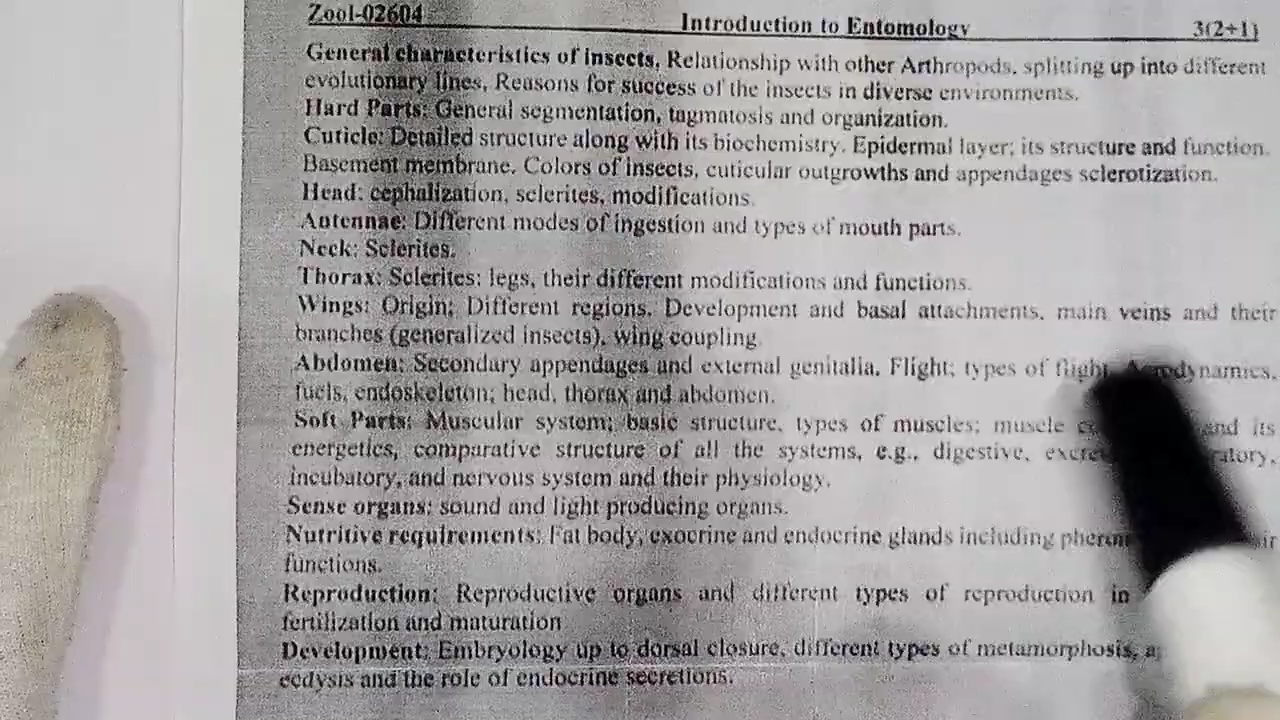 Zool-02604 Introduction to Entomology 3(2+1)
General characteristics of insects, Relationship with other Arthropods, splitting up into different
evolutionary lines, Reasons for success of the insects in diverse environments.
Hard Parts: General segmentation, tagmatosis and organization.
Cuticle: Detailed structure along with its biochemistry. Epidermal layer; its structure and function.
Basement membrane. Colors of insects, cuticular outgrowths and appendages sclerotization.
Head: cephalization, sclerites, modifications.
Antennae: Different modes of ingestion and types of mouth parts.
Neck: Sclerites.
Thorax: Sclerites; legs, their different modifications and functions.
Wings: Origin; Different regions, Development and basal attachments, main veins and their
branches (generalized insects), wing coupling
Abdomen: Secondary appendages and external genitalia, Flight; types of flight,
fuels, endoskeleton; head, thorax and abdomen.
Soft Parts: Muscular system; basic structure, types of muscles; muscle and its
energetics, comparative structure of all the systems, e.g., digestive,
incubatory, and nervous system and their physiology.
Sense organs: sound and light producing organs.
Nutritive requirements: Fat body, exocrine and endocrine glands including
functions.
Reproduction: Reproductive organs and different types of reproduction in
fertilization and maturation
Development: Embryology up to dorsal closure, different types of metamorphosis,
ecdysis and the role of endocrine secretions.